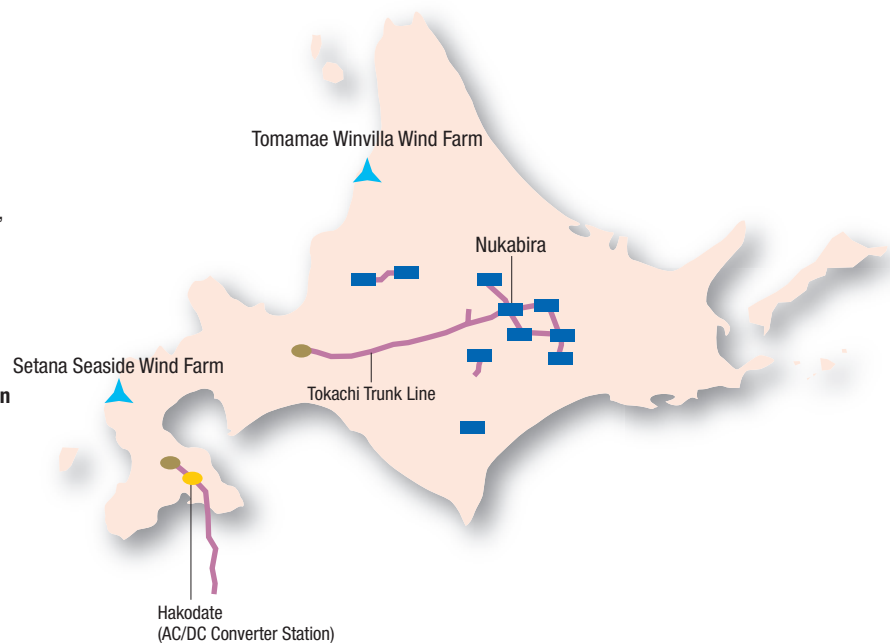 Tomamae Winvilla Wind Farm
,
Nukabira
Setana Seaside Wind Farm
n
Tokachi Trunk Line
Hakodate
(AC/DC Converter Station)